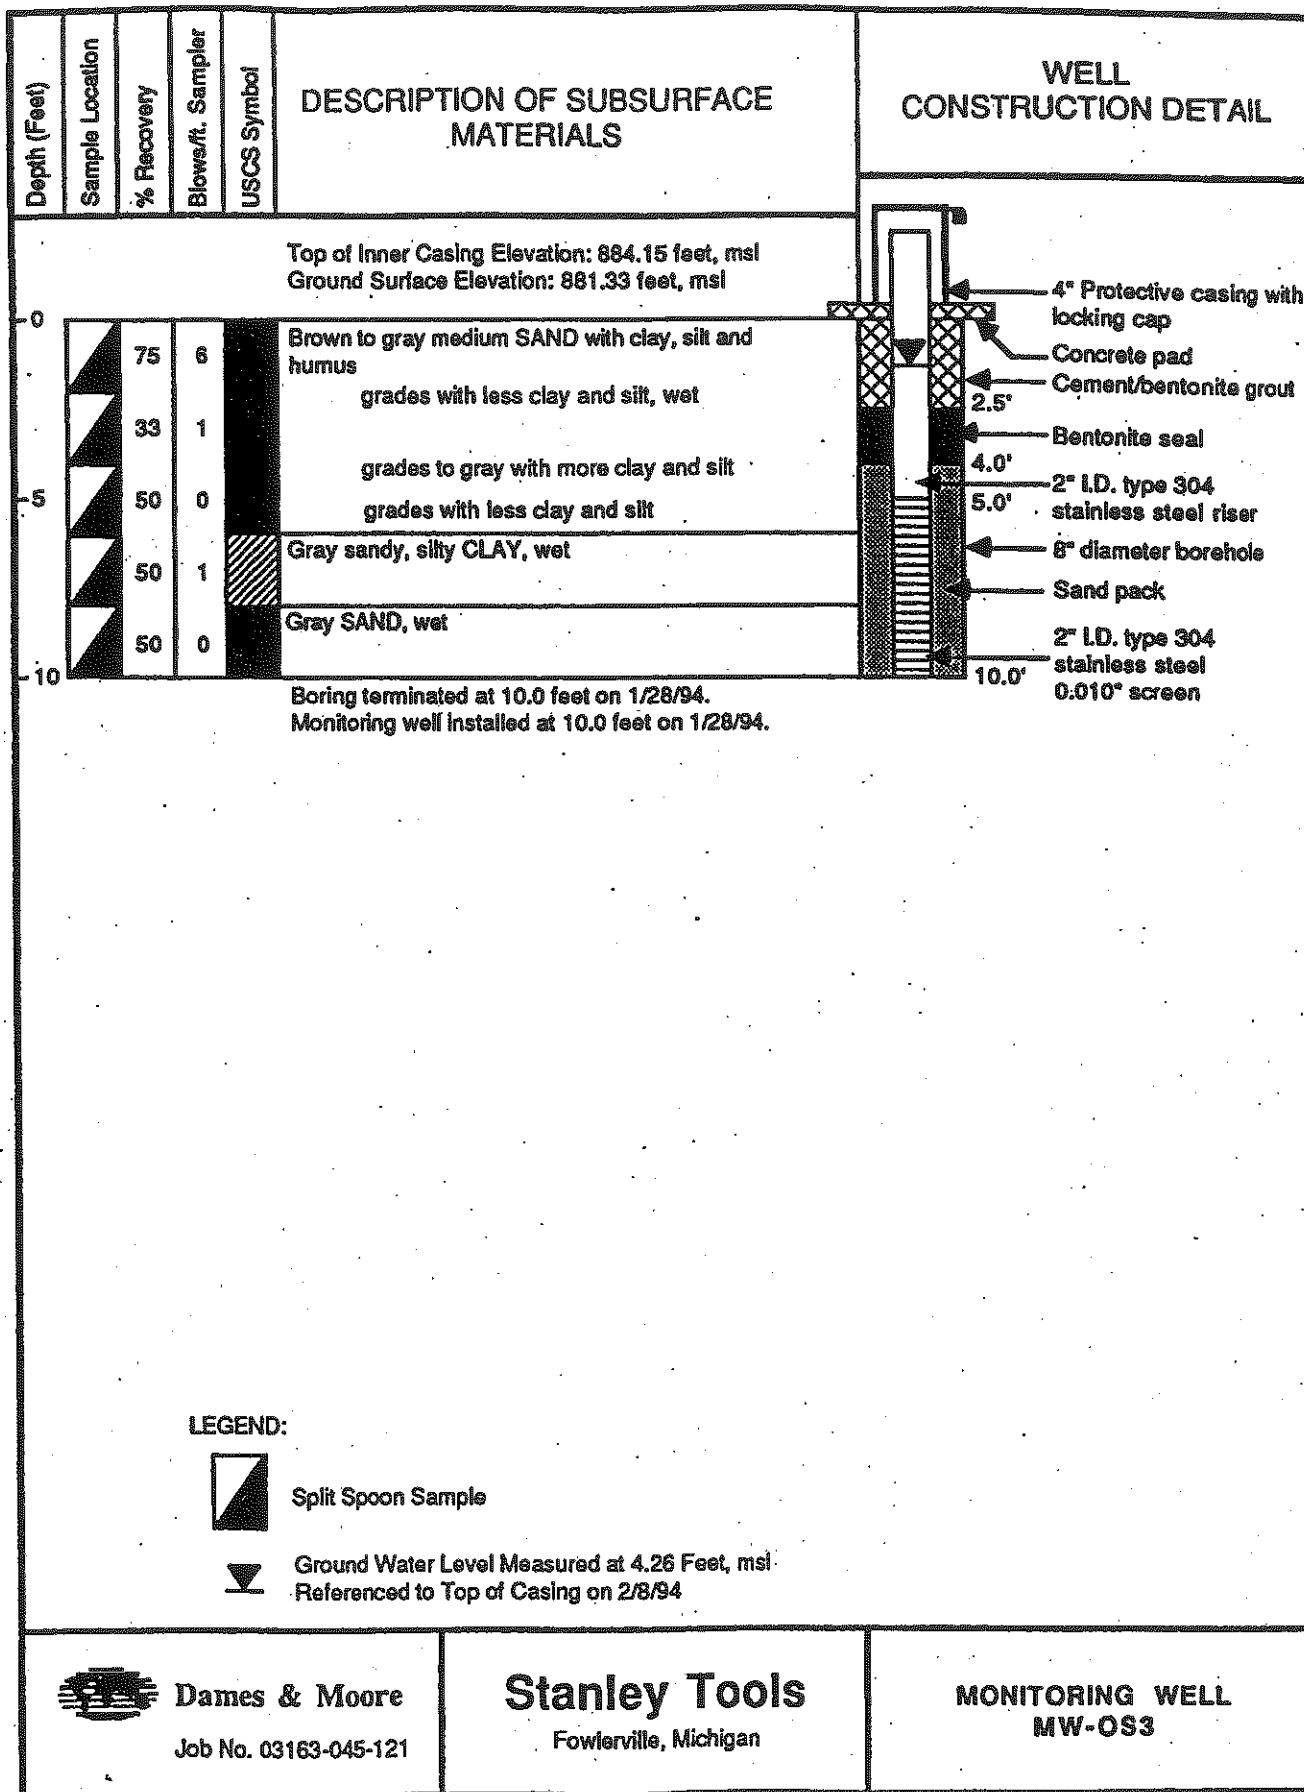 Depth (Feet)
Sample Location
% Recovery
Blows/ft. Sampler
USCS Symbol
DESCRIPTION OF SUBSURFACE
MATERIALS
WELL
CONSTRUCTION DETAIL
Top of Inner Casing Elevation: 884.15 feet, msl
Ground Surface Elevation: 881.33 feet, msl
4" Protective casing with
locking cap
0
75
6
Brown to gray medium SAND with clay, silt and
humus
Concrete pad
grades with less clay and silt, wet
Cement/bentonite grout
2.5'
33
1
Bentonite seal
grades to gray with more clay and silt
4.0'
5
50
0
grades with less clay and silt
5.0'
2" I.D. type 304
stainless steel riser
50
1
Gray sandy, silty CLAY, wet
8" diameter borehole
Sand pack
50
0
Gray SAND, wet
2" I.D. type 304
stainless steel
0.010" screen
10
10.0'
Boring terminated at 10.0 feet on 1/28/94.
Monitoring well installed at 10.0 feet on 1/28/94.
LEGEND:
Split Spoon Sample
Ground Water Level Measured at 4.26 Feet, msl
Referenced to Top of Casing on 2/8/94
Dames & Moore
Job No. 03163-045-121
Stanley Tools
Fowlerville, Michigan
MONITORING WELL
MW-OS3